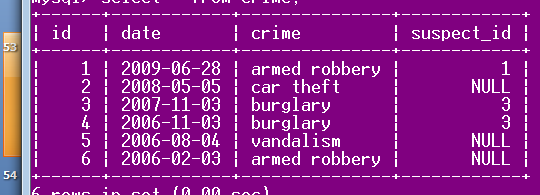 mysql> select * from crime;
+------+------------+---------------+------------+
| id   | date       | crime         | suspect_id |
+------+------------+---------------+------------+
|    1 | 2009-06-28 | armed robbery |          1 |
|    2 | 2008-05-05 | car theft     |       NULL |
|    3 | 2007-11-03 | burglary      |          3 |
|    4 | 2006-11-03 | burglary      |          3 |
|    5 | 2006-08-04 | vandalism     |       NULL |
|    6 | 2006-02-03 | armed robbery |       NULL |
+------+------------+---------------+------------+
6 rows in set (0.00 sec)
53
54